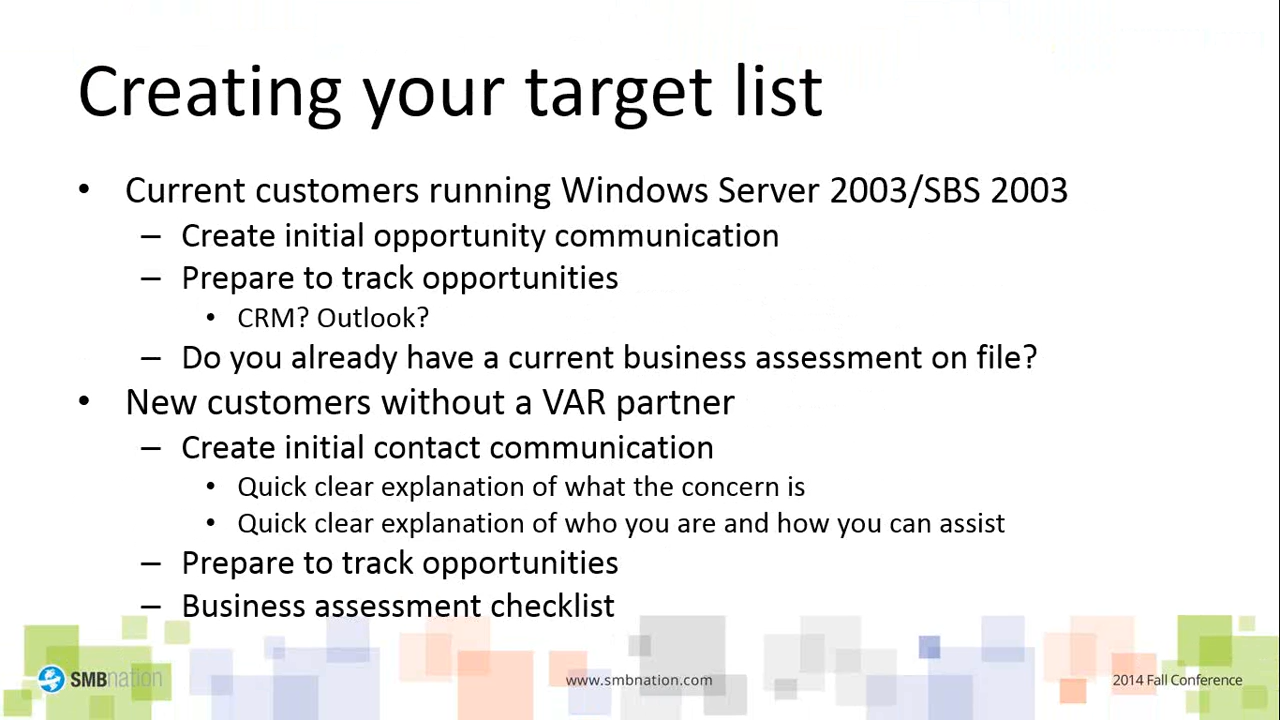 Creating your target list
• Current customers running Windows Server 2003/SBS 2003
– Create initial opportunity communication
– Prepare to track opportunities
• CRM? Outlook?
– Do you already have a current business assessment on file?
• New customers without a VAR partner
– Create initial contact communication
• Quick clear explanation of what the concern is
• Quick clear explanation of who you are and how you can assist
– Prepare to track opportunities
– Business assessment checklist
SMBnation
www.smbnation.com
2014 Fall Conference